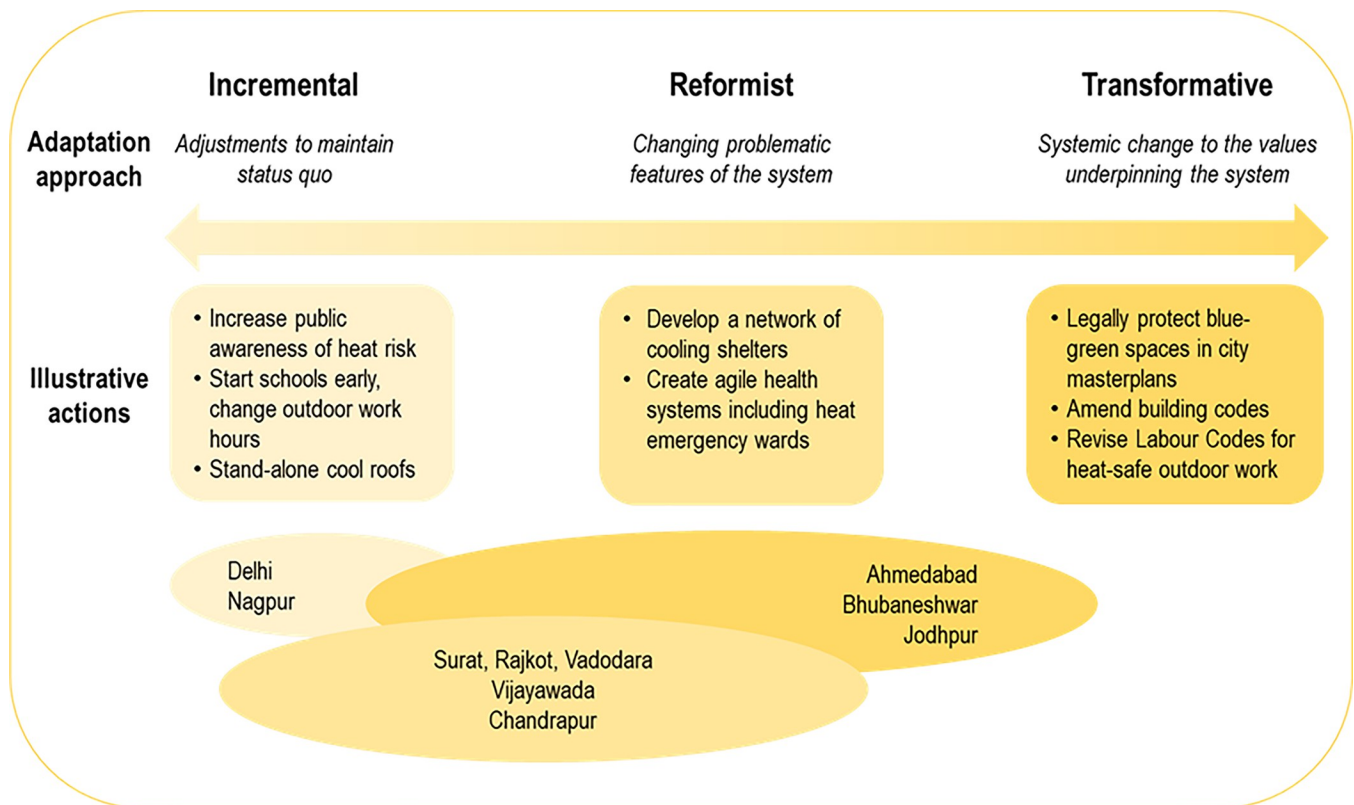 Incremental
Reformist
Transformative
Adaptation
approach
Adjustments to maintain
status quo
Changing problematic
features of the system
Systemic change to the values
underpinning the system
Illustrative
actions
• Increase public
awareness of heat risk
• Start schools early,
change outdoor work
hours
• Stand-alone cool roofs
• Develop a network of
cooling shelters
• Create agile health
systems including heat
emergency wards
• Legally protect blue-
green spaces in city
masterplans
• Amend building codes
• Revise Labour Codes for
heat-safe outdoor work
Delhi
Nagpur
Ahmedabad
Bhubaneshwar
Jodhpur
Surat, Rajkot, Vadodara
Vijayawada
Chandrapur